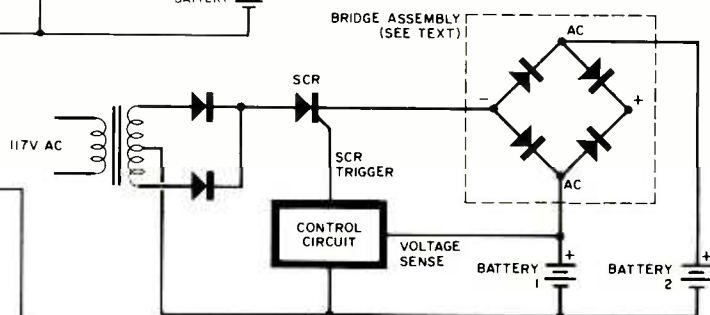 BATTERY
BRIDGE ASSEMBLY
(SEE TEXT)
AC
SCR
−
+
117V AC
SCR
TRIGGER
AC
CONTROL
CIRCUIT
VOLTAGE
SENSE
+
BATTERY
1
+
BATTERY
2